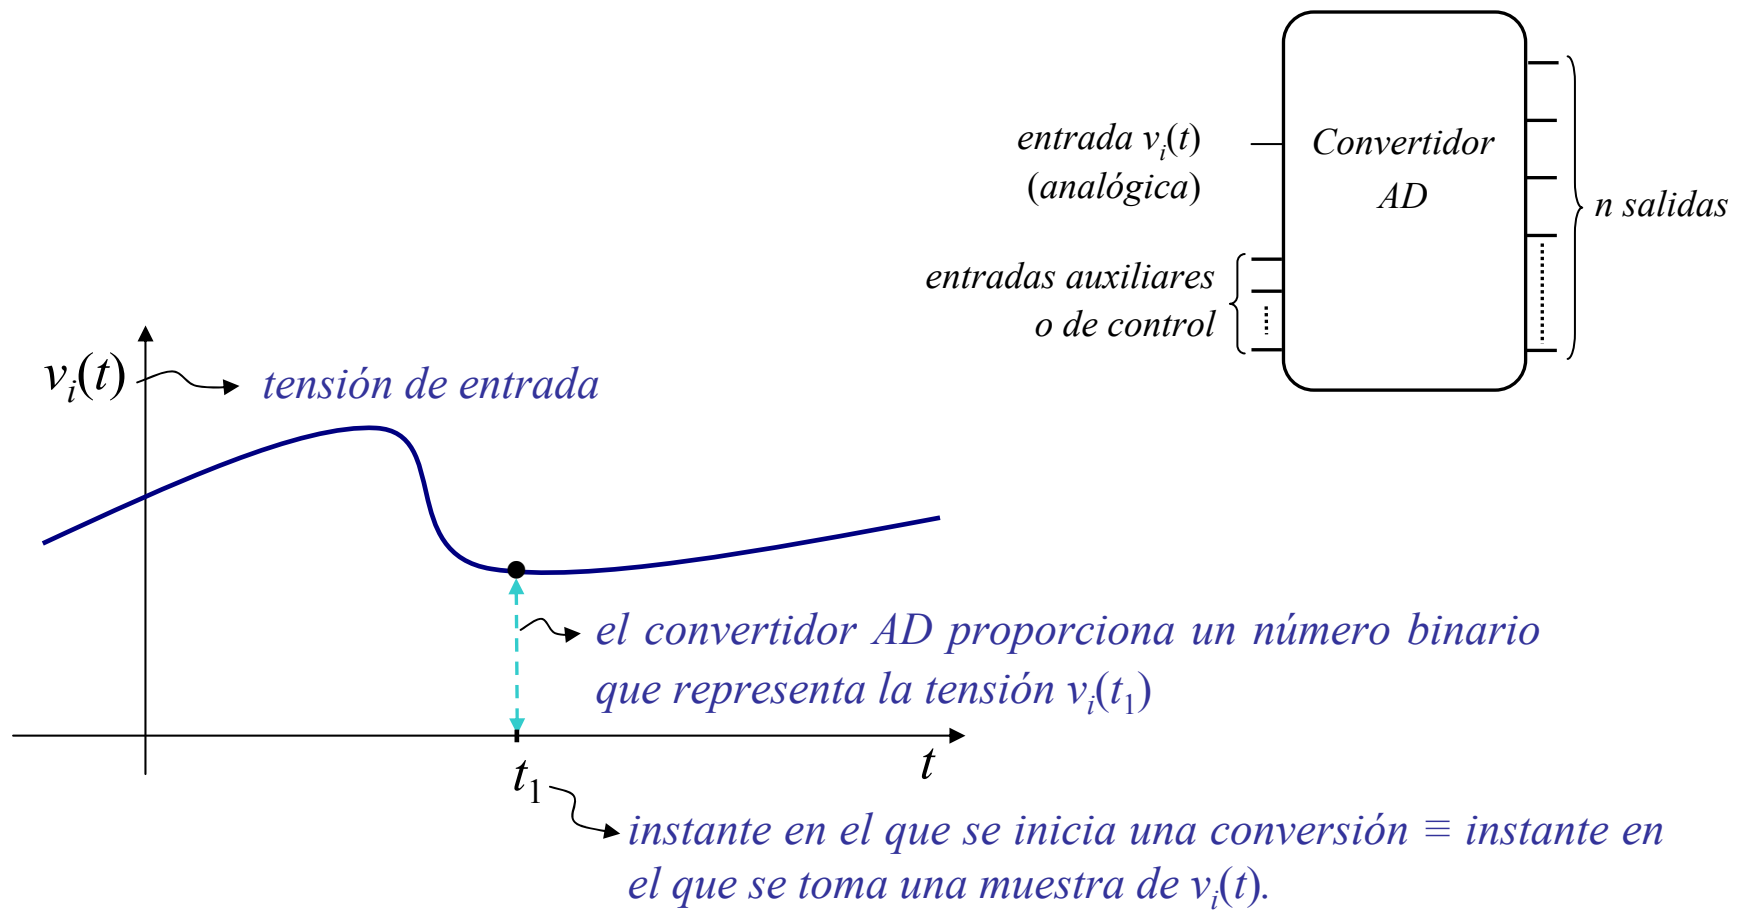 entrada vi(t)
(analógica)
Convertidor
AD
n salidas
entradas auxiliares
o de control
vi(t)
tensión de entrada
el convertidor AD proporciona un número binario
que representa la tensión vi(t1)
t
t1
instante en el que se inicia una conversión ≡ instante en
el que se toma una muestra de vi(t).